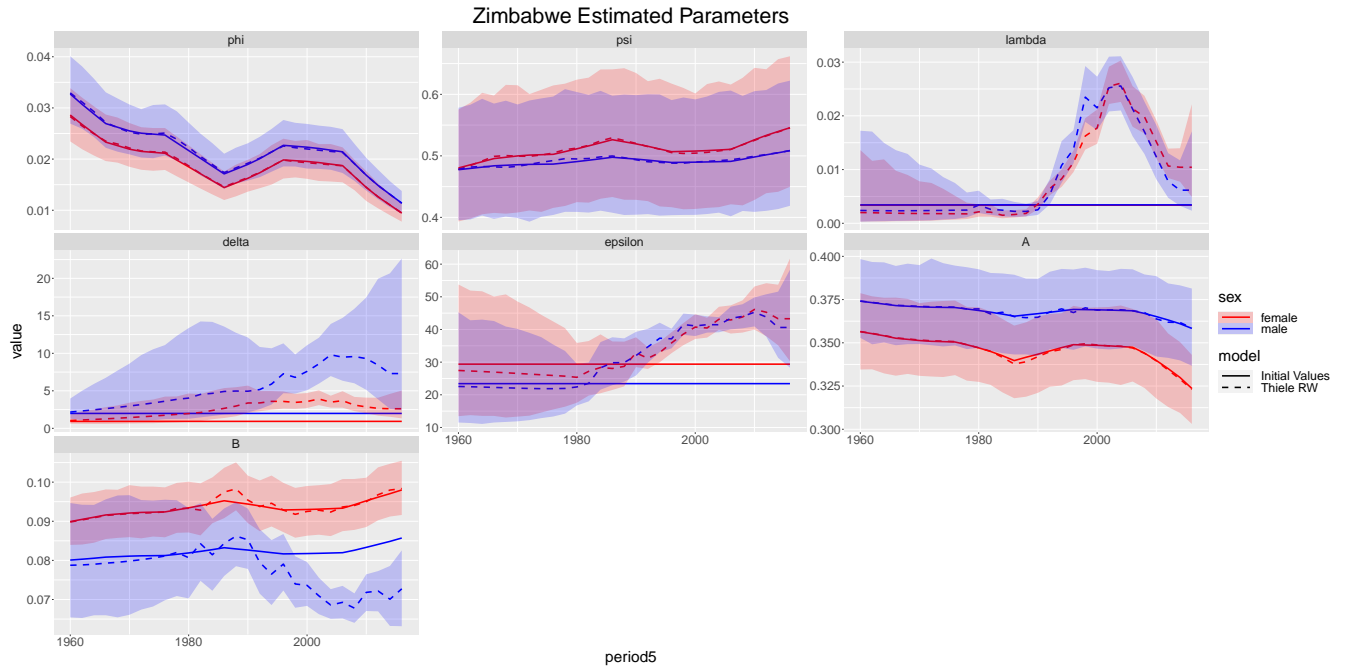 Zimbabwe Estimated Parameters
phi psi lambda
0.04
0.03
0.02
0.01
0.6
0.5
0.4
0.03
0.02
0.01
0.00
delta epsilon A
20
15
10
5
0
60
50
40
30
20
10
0.400
0.375
0.350
0.325
0.300
1960 1980 2000
1960 1980 2000
B
0.10
0.09
0.08
0.07
1960 1980 2000
value
period5
sex
female
male
model
Initial Values
Thiele RW